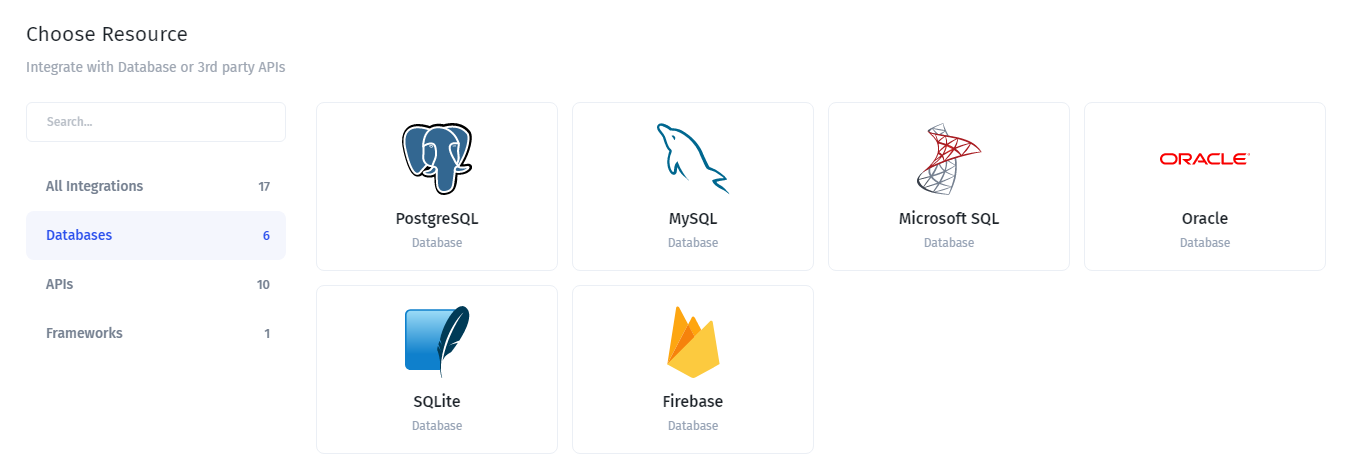 Choose Resource
Integrate with Database or 3rd party APIs
Search...
All Integrations 17
Databases 6
APIs 10
Frameworks 1
PostgreSQL
Database
MySQL
Database
Microsoft SQL
Database
ORACLE
Oracle
Database
SQLite
Database
Firebase
Database